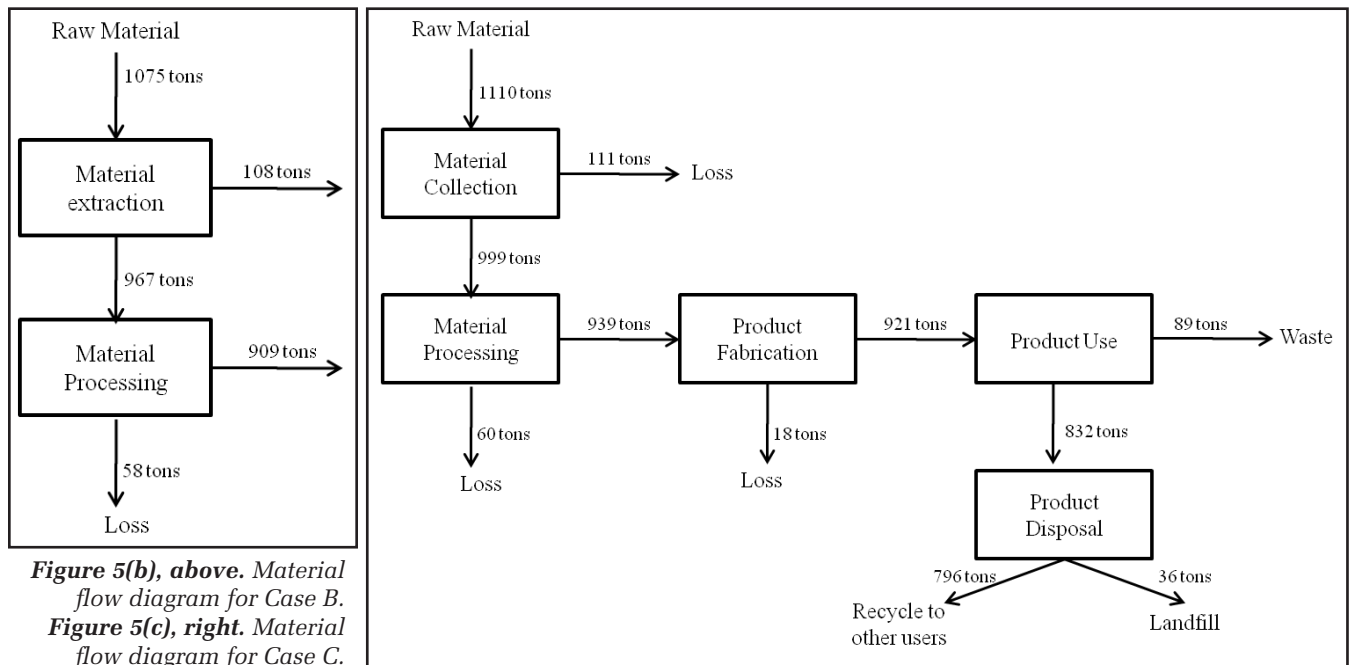 Raw Material
1075 tons
Material
extraction
108 tons
967 tons
Material
Processing
909 tons
58 tons
Loss
Figure 5(b), above. Material
flow diagram for Case B.
Figure 5(c), right. Material
flow diagram for Case C.
Raw Material
1110 tons
Material
Collection
111 tons
Loss
999 tons
Material
Processing
939 tons
Product
Fabrication
921 tons
Product Use
89 tons
Waste
60 tons
Loss
18 tons
Loss
832 tons
Product
Disposal
796 tons
36 tons
Recycle to
other users
Landfill